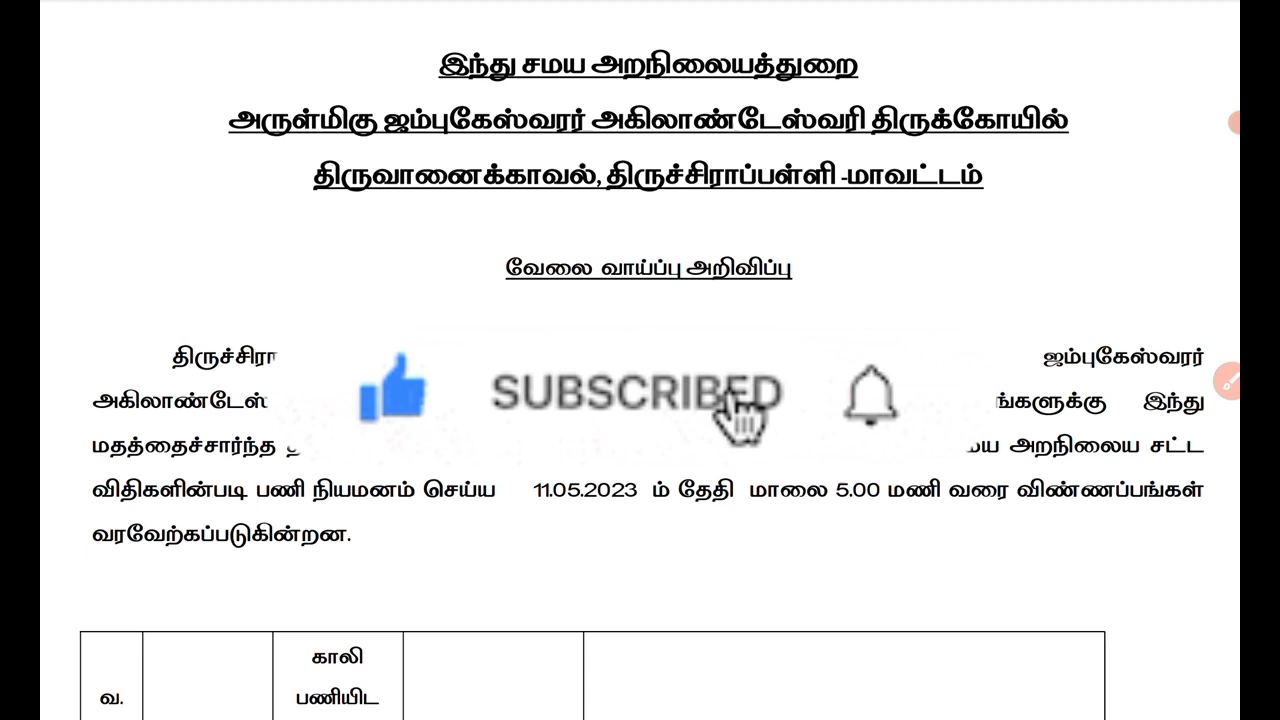 இந்து சமய அறநிலையத்துறை
அருள்மிகு ஜம்புகேஸ்வரர் அகிலாண்டேஸ்வரி திருக்கோயில்
திருவானைக்காவல், திருச்சிராப்பள்ளி -மாவட்டம்
வேலை வாய்ப்பு அறிவிப்பு
ஜம்புகேஸ்வரர்
SUBSCRIBED
இந்து
மதத்தைச்சார்ந்த அறநிலைய சட்ட
விதிகளின்படி பணி நியமனம் செய்ய 11.05.2023 ம் தேதி மாலை 5.00 மணி வரை விண்ணப்பங்கள்
வரவேற்கப்படுகின்றன.
காலி
வ. பணியிட